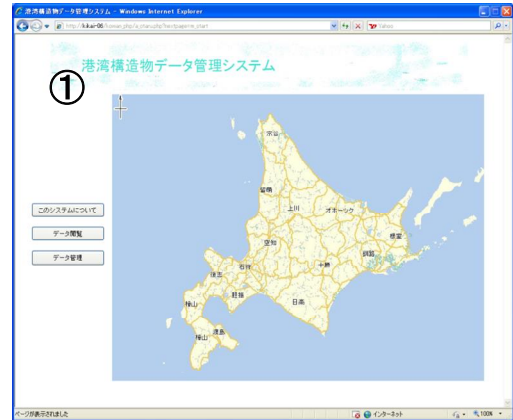 港湾構造物データ管理システム - Windows Internet Explorer
Yahoo
港湾構造物データ管理システム
①
宗谷
留萌
上川
オホーツク
根室
空知
釧路
十勝
石狩
後志
胆振
日高
檜山
渡島
檜山
このシステムについて
データ閲覧
データ管理
ページが表示されました
インターネット
100%